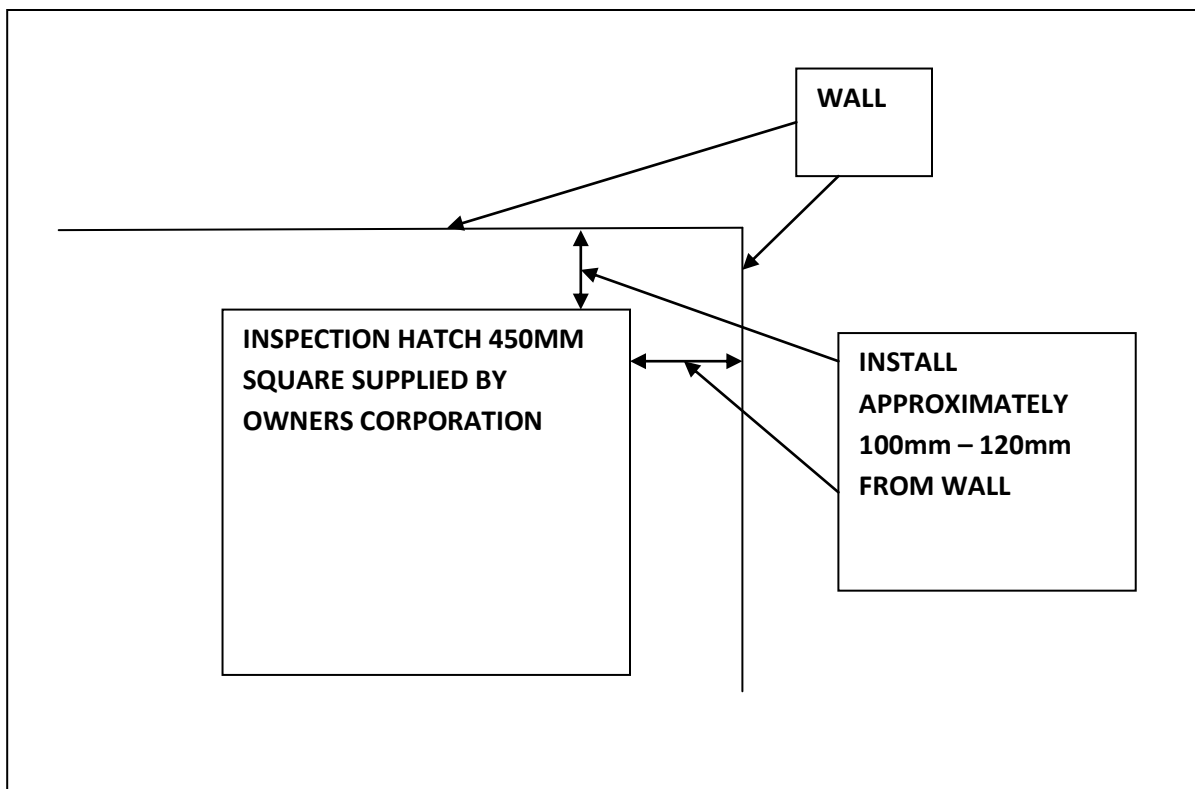 WALL
INSPECTION HATCH 450MM
SQUARE SUPPLIED BY
OWNERS CORPORATION
INSTALL
APPROXIMATELY
100mm – 120mm
FROM WALL